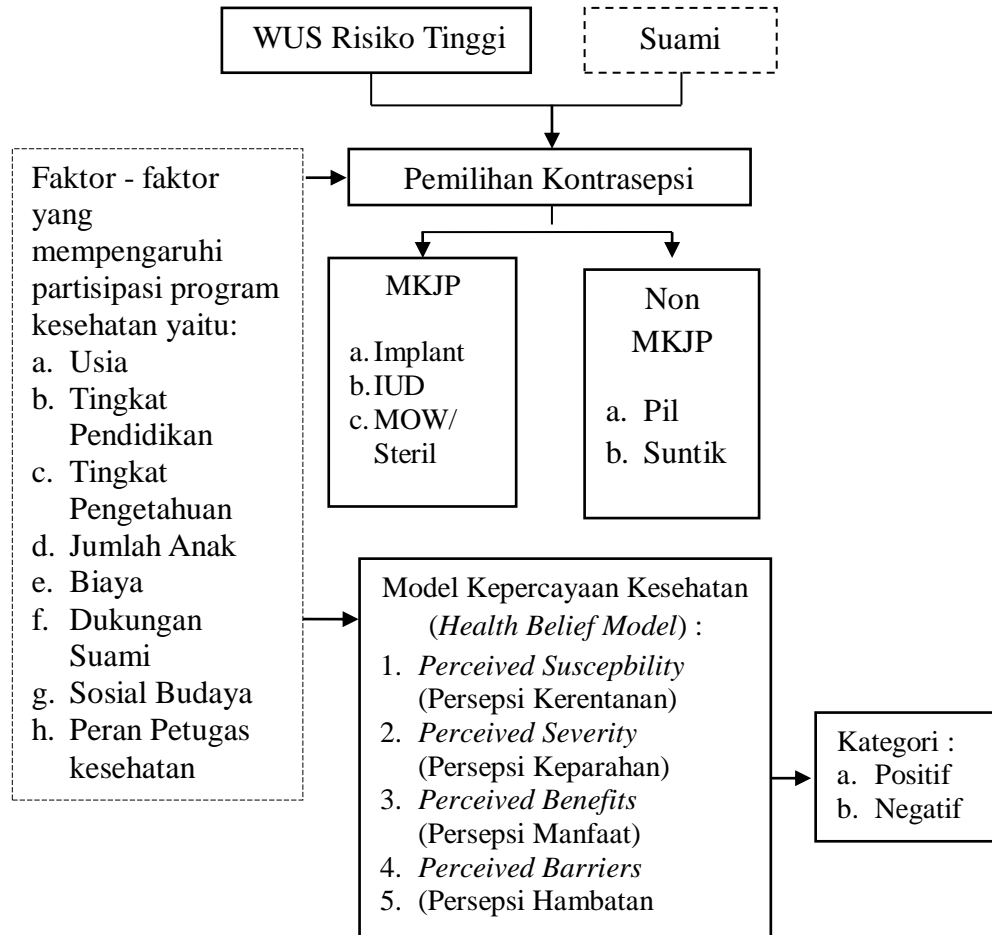 WUS Risiko Tinggi
Suami
Pemilihan Kontrasepsi
Faktor - faktor
yang
mempengaruhi
partisipasi program
kesehatan yaitu:
a. Usia
b. Tingkat
Pendidikan
c. Tingkat
Pengetahuan
d. Jumlah Anak
e. Biaya
f. Dukungan
Suami
g. Sosial Budaya
h. Peran Petugas
kesehatan
MKJP
a. Implant
b. IUD
c. MOW/
Steril
Non
MKJP
a. Pil
b. Suntik
Model Kepercayaan Kesehatan
(Health Belief Model) :
1. Perceived Suscepbility
(Persepsi Kerentanan)
2. Perceived Severity
(Persepsi Keparahan)
3. Perceived Benefits
(Persepsi Manfaat)
4. Perceived Barriers
5. (Persepsi Hambatan
Kategori :
a. Positif
b. Negatif